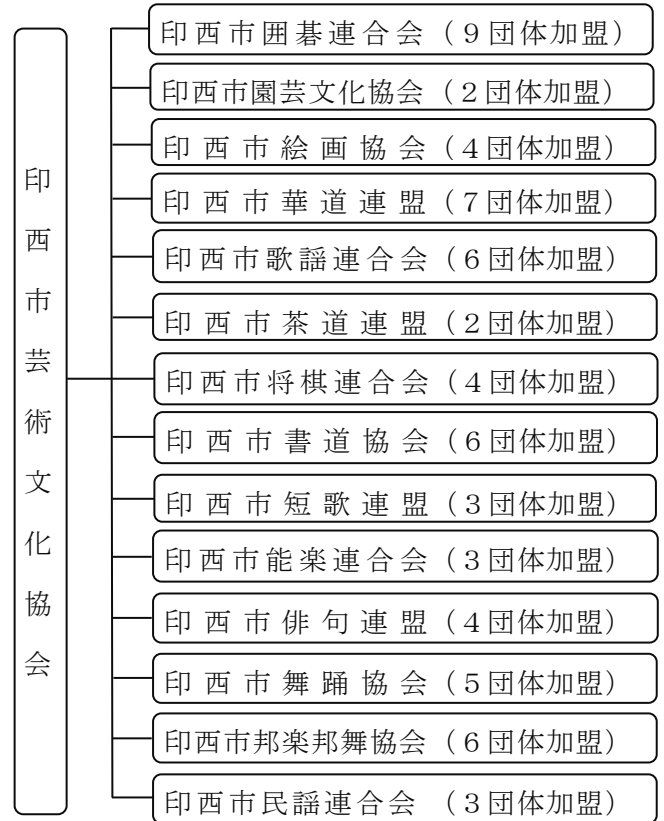 印西市芸術文化協会
印西市囲碁連合会（９団体加盟）
印西市園芸文化協会（２団体加盟）
印西市絵画協会（４団体加盟）
印西市華道連盟（７団体加盟）
印西市歌謡連合会（６団体加盟）
印西市茶道連盟（２団体加盟）
印西市将棋連合会（４団体加盟）
印西市書道協会（６団体加盟）
印西市短歌連盟（３団体加盟）
印西市能楽連合会（３団体加盟）
印西市俳句連盟（４団体加盟）
印西市舞踊協会（５団体加盟）
印西市邦楽邦舞協会（６団体加盟）
印西市民謡連合会（３団体加盟）